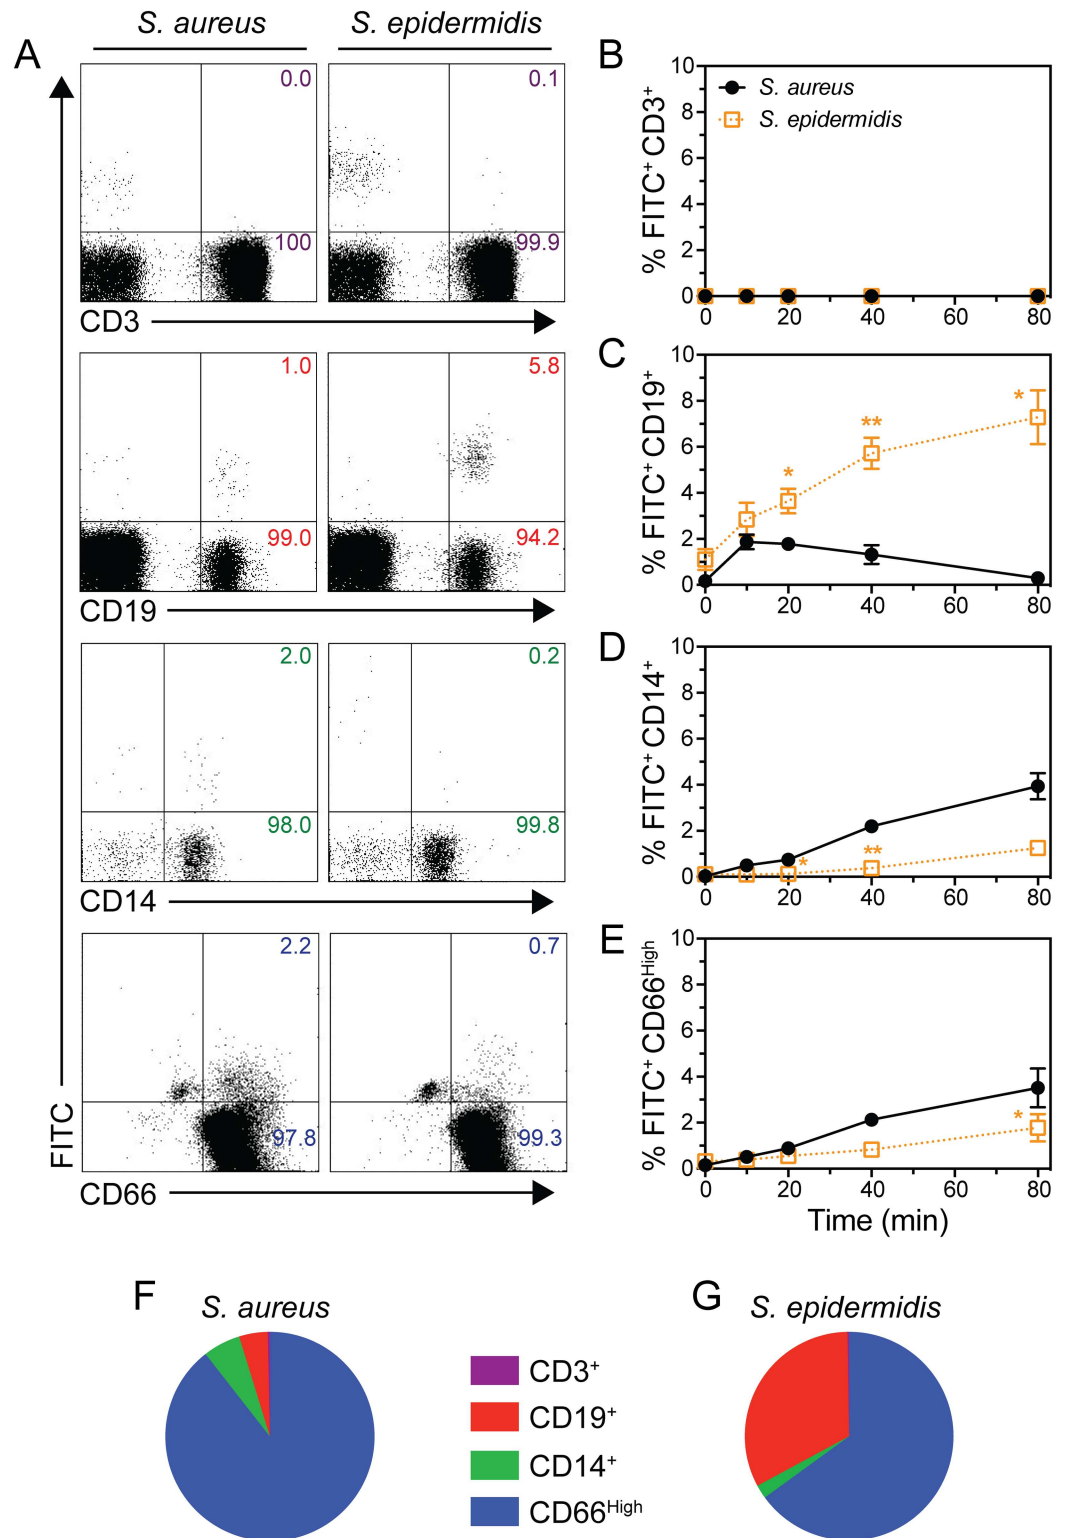 S. aureus
S. epidermidis
A
0.0
0.1
100
99.9
CD3
1.0
5.8
99.0
94.2
CD19
2.0
0.2
98.0
99.8
CD14
2.2
0.7
97.8
99.3
CD66
FITC
B
% FITC⁺ CD3⁺
10
8
6
4
2
0
S. aureus
S. epidermidis
0 20 40 60 80
C
% FITC⁺ CD19⁺
10
8
6
4
2
0
*
**
*
0 20 40 60 80
D
% FITC⁺ CD14⁺
10
8
6
4
2
0
*
**
0 20 40 60 80
E
% FITC⁺ CD66ᴴⁱᵍʰ
10
8
6
4
2
0
*
0 20 40 60 80
Time (min)
F
S. aureus
G
S. epidermidis
CD3⁺
CD19⁺
CD14⁺
CD66ᴴⁱᵍʰ